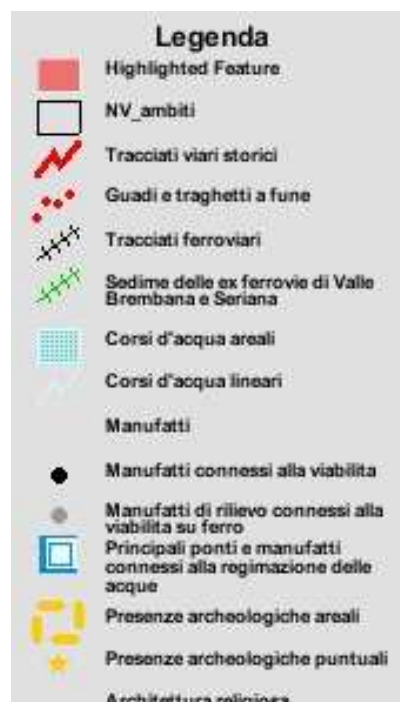 Legenda
Highlighted Feature
NV_ambiti
Tracciati viari storici
Guadi e traghetti a fune
Tracciati ferroviari
Sedime delle ex ferrovie di Valle
Brembana e Seriana
Corsi d'acqua areali
Corsi d'acqua lineari
Manufatti
Manufatti connessi alla viabilita
Manufatti di rilievo connessi alla
viabilita su ferro
Principali ponti e manufatti
connessi alla regimazione delle
acque
Presenze archeologiche areali
Presenze archeologiche puntuali
Architettura religiosa